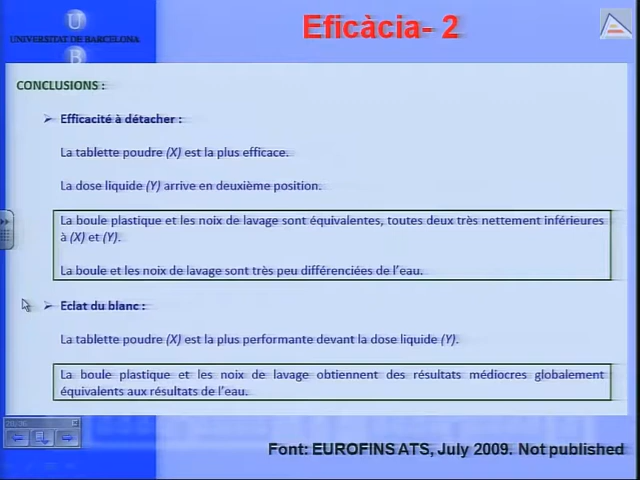 Eficàcia- 2
U
UNIVERSITAT DE BARCELONA
B
CONCLUSIONS :
➢ Efficacité à détacher :
La tablette poudre (X) est la plus efficace.
La dose liquide (Y) arrive en deuxième position.
La boule plastique et les noix de lavage sont équivalentes, toutes deux très nettement inférieures
à (X) et (Y).
La boule et les noix de lavage sont très peu différenciées de l'eau.
➢ Eclat du blanc :
La tablette poudre (X) est la plus performante devant la dose liquide (Y).
La boule plastique et les noix de lavage obtiennent des résultats médiocres globalement
équivalents aux résultats de l'eau.
Font: EUROFINS ATS, July 2009. Not published